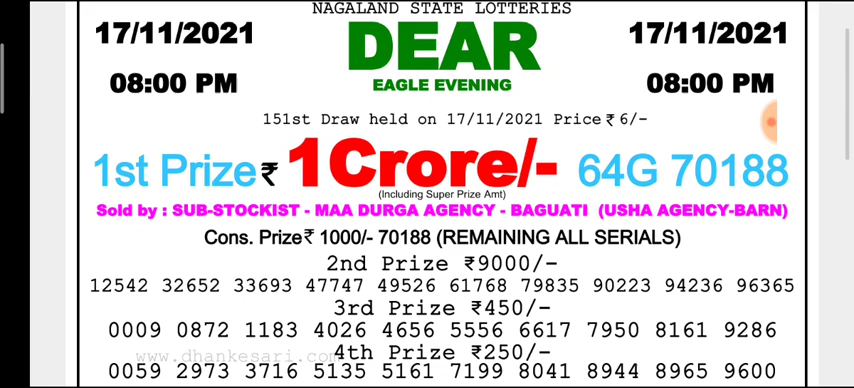 NAGALAND STATE LOTTERIES
17/11/2021 DEAR 17/11/2021
08:00 PM EAGLE EVENING 08:00 PM
151st Draw held on 17/11/2021 Price ₹ 6/-
1st Prize ₹ 1Crore/- 64G 70188
(Including Super Prize Amt)
Sold by : SUB-STOCKIST - MAA DURGA AGENCY - BAGUATI (USHA AGENCY-BARN)
Cons. Prize₹ 1000/- 70188 (REMAINING ALL SERIALS)
2nd Prize ₹9000/-
12542 32652 33693 47747 49526 61768 79835 90223 94236 96365
3rd Prize ₹450/-
0009 0872 1183 4026 4656 5556 6617 7950 8161 9286
www.dhankesari.com
4th Prize ₹250/-
0059 2973 3716 5135 5161 7199 8041 8944 8965 9600